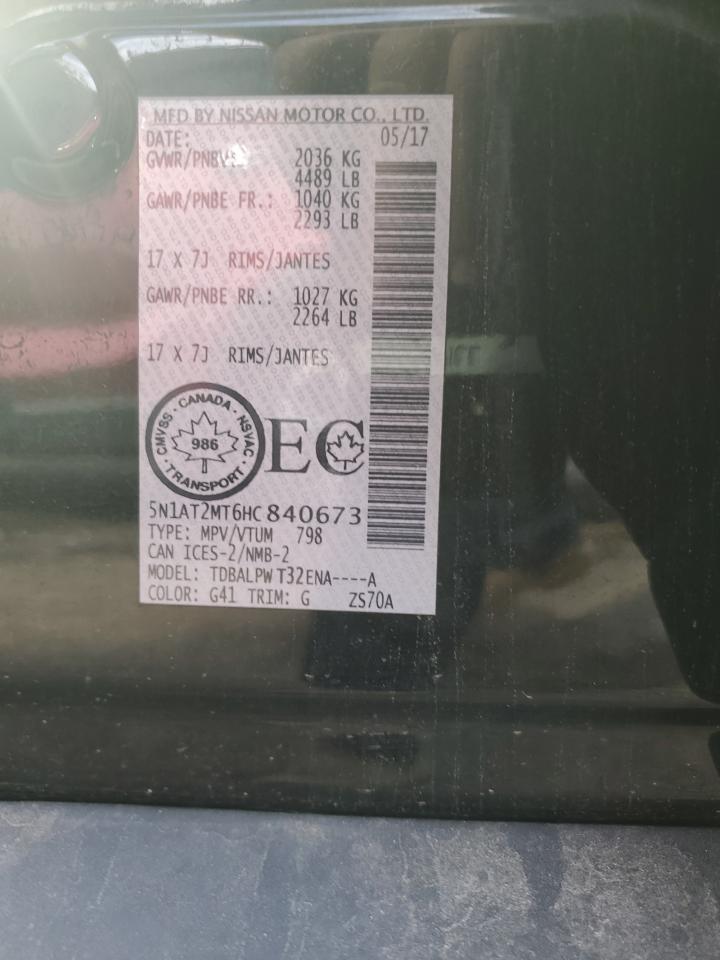 MFD BY NISSAN MOTOR CO., LTD.
DATE: 05/17
GVWR/PNBV: 2036 KG
4489 LB
GAWR/PNBE FR.: 1040 KG
2293 LB
17 X 7J RIMS/JANTES
GAWR/PNBE RR.: 1027 KG
2264 LB
17 X 7J RIMS/JANTES
CANADA · NSVAC · TRANSPORT · CMVSS ·
986
EC
5N1AT2MT6HC840673
TYPE: MPV/VTUM 798
CAN ICES-2/NMB-2
MODEL: TDBALPW T32ENA----A
COLOR: G41 TRIM: G ZS70A